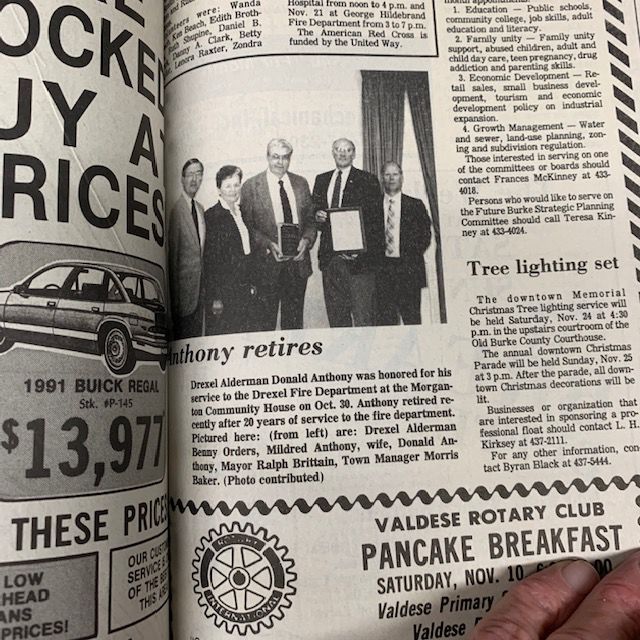 OCKED
UY A
PRICES
1991 BUICK REGAL
Stk. #P-145
$13,977
THESE PRICES
LOW
PRICES!
OUR
SERVICE
OF THE
THIS
were: Wanda
Ken Beach, Edith Broth-
Ruth Shupine, Daniel B.
Danny A. Clark, Betty
Lenora Raxter, Zondra
Hospital from noon to 4 p.m. and
Nov. 21 at George Hildebrand
Fire Department from 3 to 7 p.m.
The American Red Cross is
funded by the United Way.
Anthony retires
Drexel Alderman Donald Anthony was honored for his
service to the Drexel Fire Department at the Morgan-
ton Community House on Oct. 30. Anthony retired re-
cently after 20 years of service to the fire department.
Pictured here: (from left) are: Drexel Alderman
Benny Orders, Mildred Anthony, wife, Donald An-
thony, Mayor Ralph Brittain, Town Manager Morris
Baker. (Photo contributed)
1. Education — Public schools,
community college, job skills, adult
education and literacy.
2. Family unity — Family unity
support, abused children, adult and
child day care, teen pregnancy, drug
addiction and parenting skills.
3. Economic Development — Re-
tail sales, small business devel-
opment, tourism and economic
development policy on industrial
expansion.
4. Growth Management — Water
and sewer, land-use planning, zon-
ing and subdivision regulation.
Those interested in serving on one
of the committees or boards should
contact Frances McKinney at 433-
4018.
Persons who would like to serve on
the Future Burke Strategic Planning
Committee should call Teresa Kin-
ney at 433-4024.
Tree lighting set
The downtown Memorial
Christmas Tree lighting service will
be held Saturday, Nov. 24 at 4:30
p.m. in the upstairs courtroom of the
Old Burke County Courthouse.
The annual downtown Christmas
Parade will be held Sunday, Nov. 25
at 3 p.m. After the parade, all down-
town Christmas decorations will be
lit.
Businesses or organization that
are interested in sponsoring a pro-
fessional float should contact L. H.
Kirksey at 437-2111.
For any other information, con-
tact Byran Black at 437-5444.
ROTARY
INTERNATIONAL
VALDESE ROTARY CLUB
PANCAKE BREAKFAST
SATURDAY, NOV. 10
Valdese Primary
Valdese